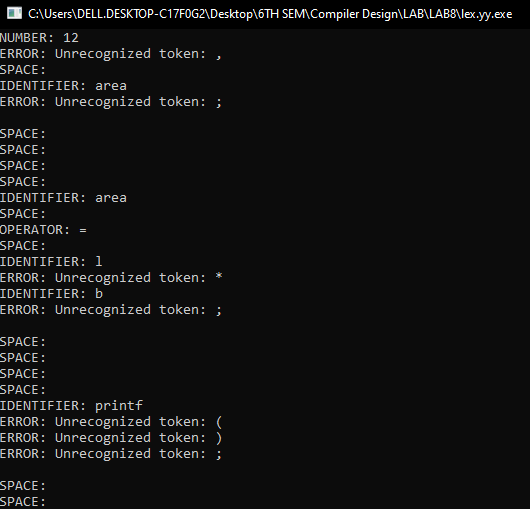 C:\Users\DELL.DESKTOP-C17F0G2\Desktop\6TH SEM\Compiler Design\LAB\LAB8\lex.yy.exe
NUMBER: 12
ERROR: Unrecognized token: ,
SPACE:
IDENTIFIER: area
ERROR: Unrecognized token: ;
SPACE:
SPACE:
SPACE:
SPACE:
IDENTIFIER: area
SPACE:
OPERATOR: =
SPACE:
IDENTIFIER: l
ERROR: Unrecognized token: *
IDENTIFIER: b
ERROR: Unrecognized token: ;
SPACE:
SPACE:
SPACE:
SPACE:
IDENTIFIER: printf
ERROR: Unrecognized token: (
ERROR: Unrecognized token: )
ERROR: Unrecognized token: ;
SPACE:
SPACE: